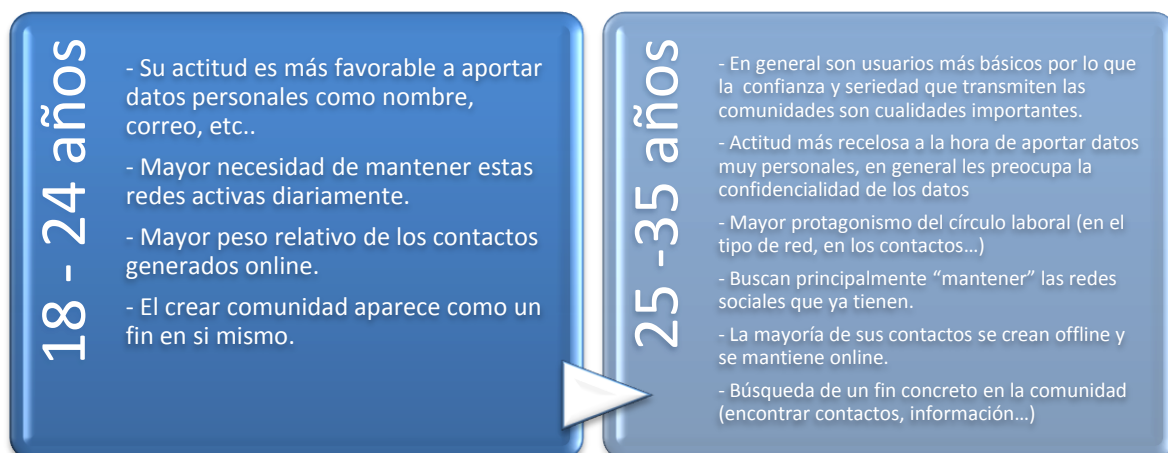 18 - 24 años
- Su actitud es más favorable a aportar
datos personales como nombre,
correo, etc..
- Mayor necesidad de mantener estas
redes activas diariamente.
- Mayor peso relativo de los contactos
generados online.
- El crear comunidad aparece como un
fin en si mismo.
25 -35 años
- En general son usuarios más básicos por lo que
la confianza y seriedad que transmiten las
comunidades son cualidades importantes.
- Actitud más recelosa a la hora de aportar datos
muy personales, en general les preocupa la
confidencialidad de los datos
- Mayor protagonismo del círculo laboral (en el
tipo de red, en los contactos…)
- Buscan principalmente “mantener” las redes
sociales que ya tienen.
- La mayoría de sus contactos se crean offline y
se mantiene online.
- Búsqueda de un fin concreto en la comunidad
(encontrar contactos, información…)